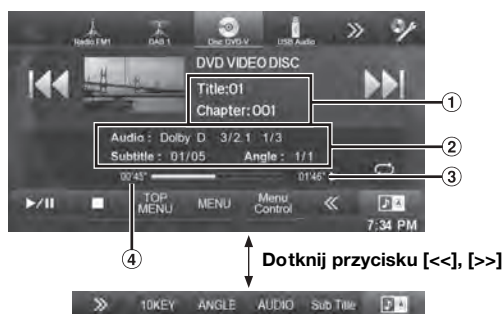 Radio FM1 DAB 1 Disc DVD-V USB Audio
DVD VIDEO DISC
Title:01
Chapter:001
1
Audio : Dolby D 3/2.1 1/3
2
Subtitle : 01/05 Angle : 1/1
00'45" 01'46"
3
TOP MENU MENU Menu Control
7:34 PM
4
Dotknij przycisku [<<], [>>]
10KEY ANGLE AUDIO Sub Title